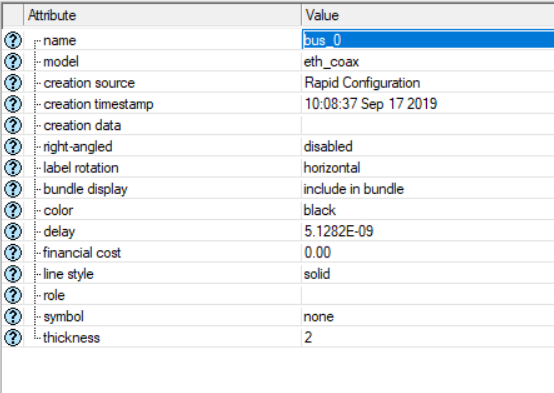 Attribute Value
name bus_0
model eth_coax
creation source Rapid Configuration
creation timestamp 10:08:37 Sep 17 2019
creation data
right-angled disabled
label rotation horizontal
bundle display include in bundle
color black
delay 5.1282E-09
financial cost 0.00
line style solid
role
symbol none
thickness 2